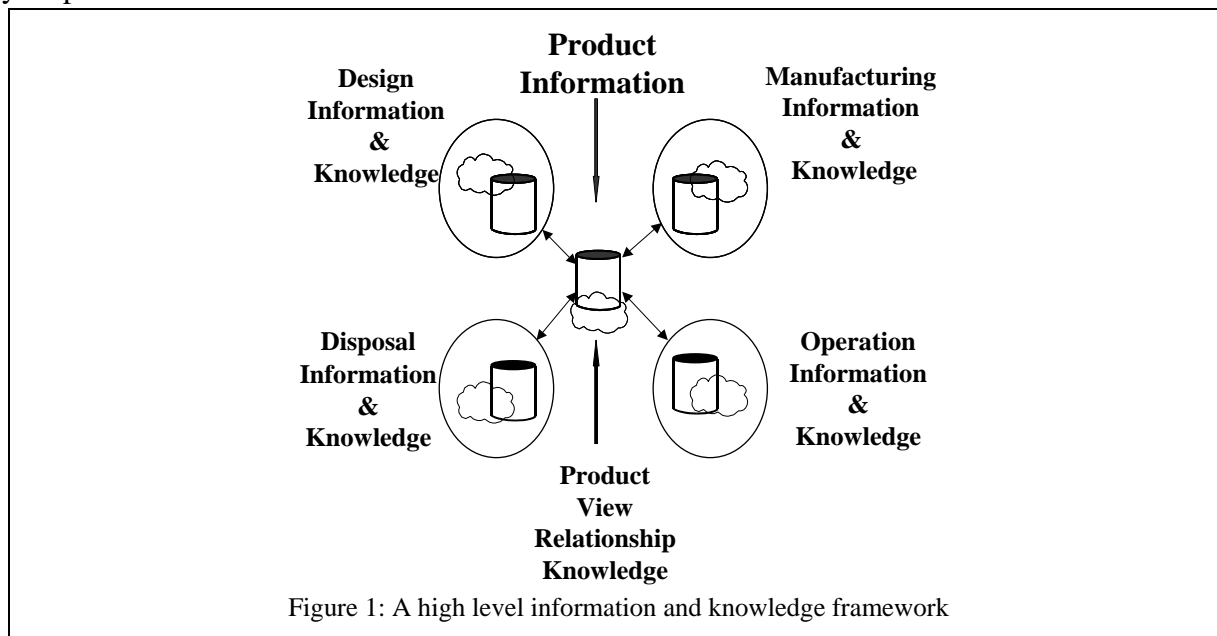 Product
Information
Design
Information
&
Knowledge
Manufacturing
Information
&
Knowledge
Disposal
Information
&
Knowledge
Operation
Information
&
Knowledge
Product
View
Relationship
Knowledge
Figure 1: A high level information and knowledge framework